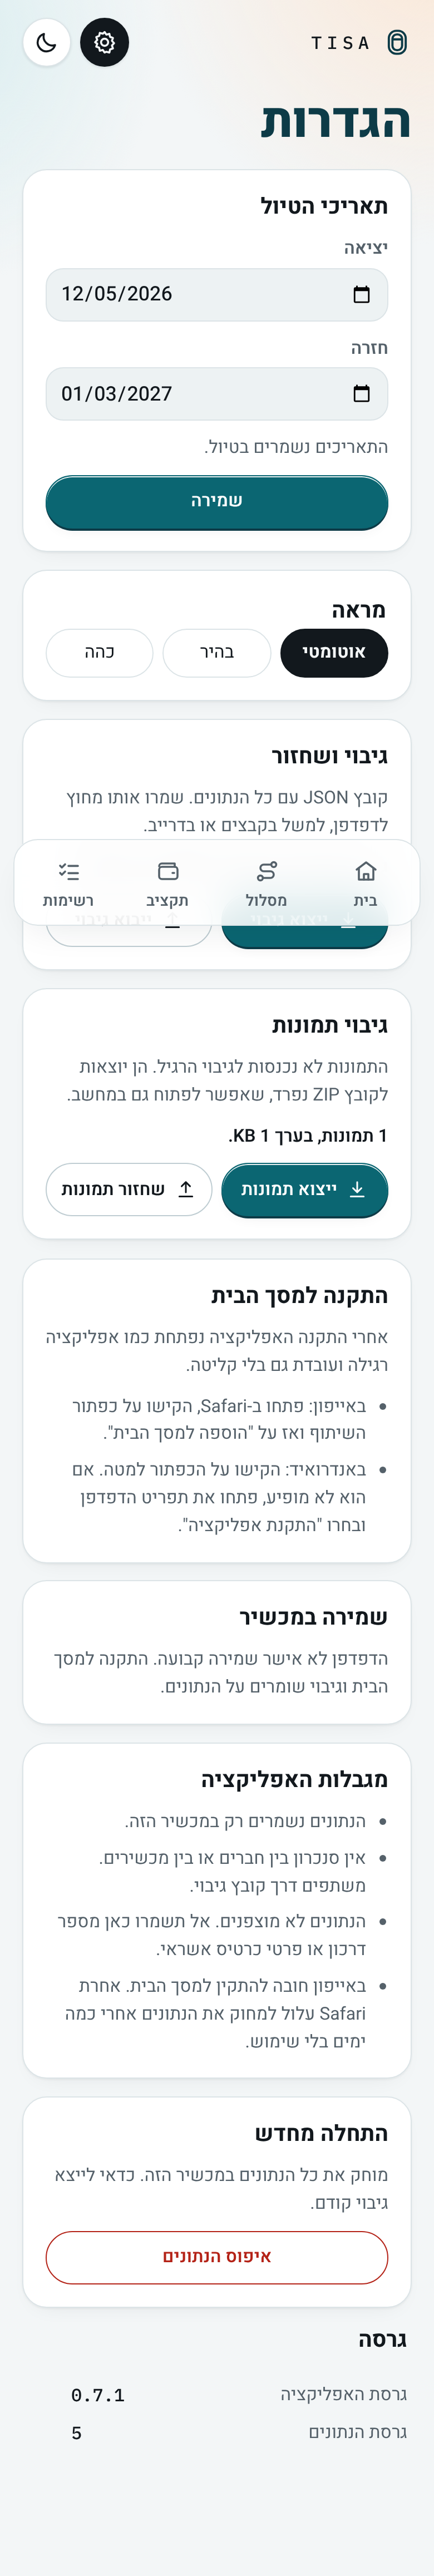 TISA
הגדרות
תאריכי הטיול
יציאה
12/05/2026
חזרה
01/03/2027
התאריכים נשמרים בטיול.
שמירה
מראה
אוטומטי
בהיר
כהה
גיבוי ושחזור
קובץ JSON עם כל הנתונים. שמרו אותו מחוץ
לדפדפן, למשל בקבצים או בדרייב.
בית
מסלול
תקציב
רשימות
ייצוא גיבוי
ייבוא גיבוי
גיבוי תמונות
התמונות לא נכנסות לגיבוי הרגיל. הן יוצאות
לקובץ ZIP נפרד, שאפשר לפתוח גם במחשב.
1 תמונות, בערך 1 KB.
ייצוא תמונות
שחזור תמונות
התקנה למסך הבית
אחרי התקנה האפליקציה נפתחת כמו אפליקציה
רגילה ועובדת גם בלי קליטה.
באייפון: פתחו ב-Safari, הקישו על כפתור
השיתוף ואז על "הוספה למסך הבית".
באנדרואיד: הקישו על הכפתור למטה. אם
הוא לא מופיע, פתחו את תפריט הדפדפן
ובחרו "התקנת אפליקציה".
שמירה במכשיר
הדפדפן לא אישר שמירה קבועה. התקנה למסך
הבית וגיבוי שומרים על הנתונים.
מגבלות האפליקציה
הנתונים נשמרים רק במכשיר הזה.
אין סנכרון בין חברים או בין מכשירים.
משתפים דרך קובץ גיבוי.
הנתונים לא מוצפנים. אל תשמרו כאן מספר
דרכון או פרטי כרטיס אשראי.
באייפון חובה להתקין למסך הבית. אחרת
Safari עלול למחוק את הנתונים אחרי כמה
ימים בלי שימוש.
התחלה מחדש
מוחק את כל הנתונים במכשיר הזה. כדאי לייצא
גיבוי קודם.
איפוס הנתונים
גרסה
גרסת האפליקציה 0.7.1
גרסת הנתונים 5